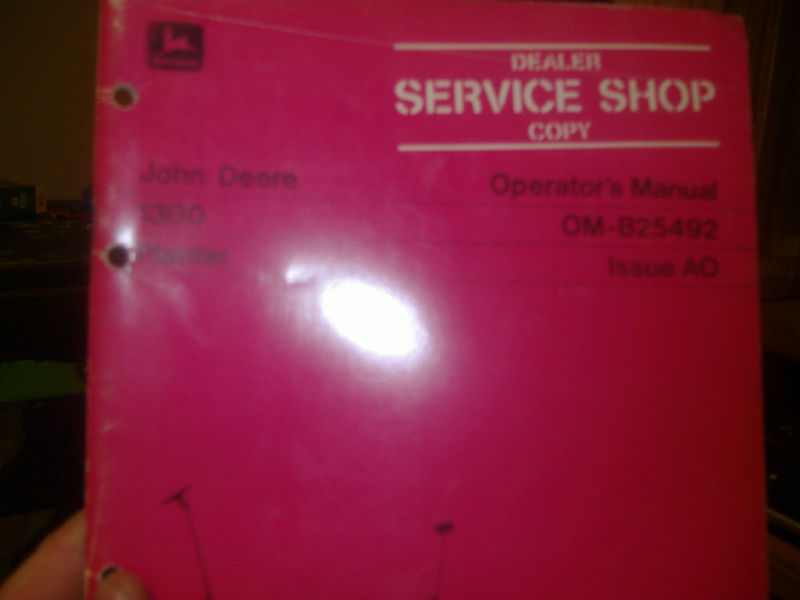 DEALER
SERVICE SHOP
COPY
John Deere
1300
Planter
Operator's Manual
OM-B25492
Issue A0